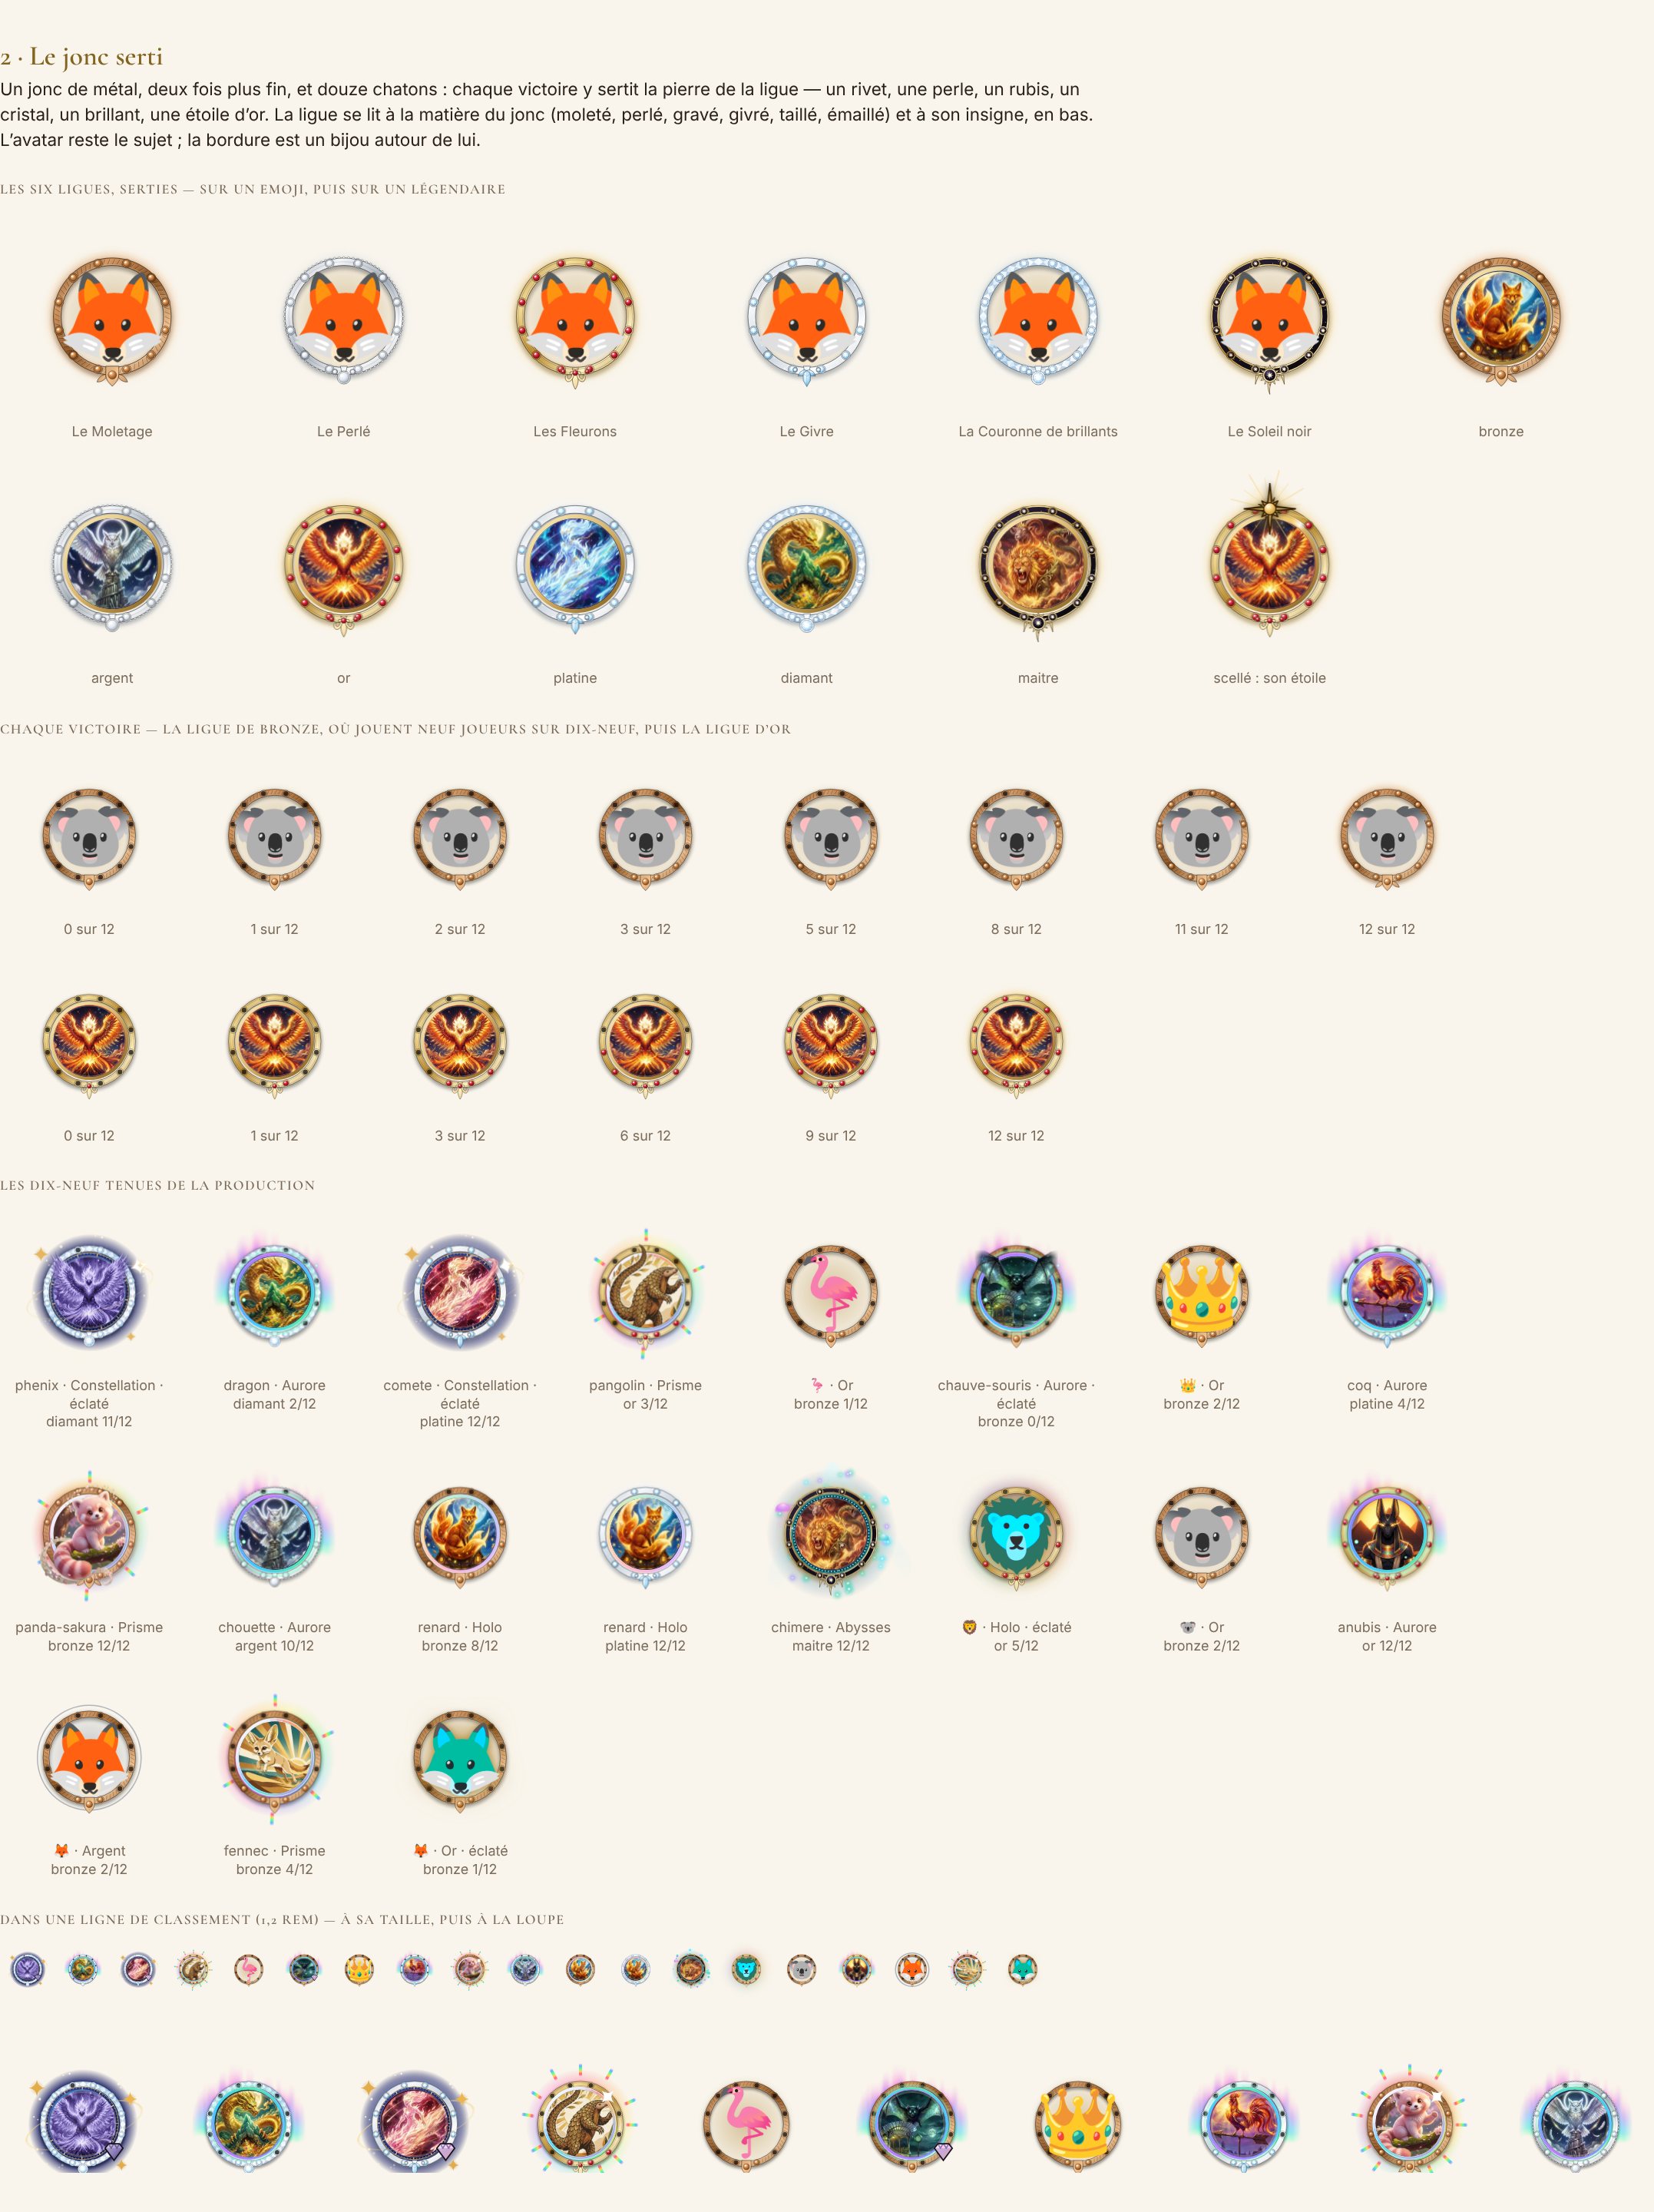 2 · Le jonc serti
Un jonc de métal, deux fois plus fin, et douze chatons : chaque victoire y sertit la pierre de la ligue — un rivet, une perle, un rubis, un
cristal, un brillant, une étoile d’or. La ligue se lit à la matière du jonc (moleté, perlé, gravé, givré, taillé, émaillé) et à son insigne, en bas.
L’avatar reste le sujet ; la bordure est un bijou autour de lui.
LES SIX LIGUES, SERTIES — SUR UN EMOJI, PUIS SUR UN LÉGENDAIRE
Le Moletage
Le Perlé
Les Fleurons
Le Givre
La Couronne de brillants
Le Soleil noir
bronze
argent
or
platine
diamant
maitre
scellé : son étoile
CHAQUE VICTOIRE — LA LIGUE DE BRONZE, OÙ JOUENT NEUF JOUEURS SUR DIX-NEUF, PUIS LA LIGUE D’OR
0 sur 12
1 sur 12
2 sur 12
3 sur 12
5 sur 12
8 sur 12
11 sur 12
12 sur 12
0 sur 12
1 sur 12
3 sur 12
6 sur 12
9 sur 12
12 sur 12
LES DIX-NEUF TENUES DE LA PRODUCTION
phenix · Constellation ·
éclaté
diamant 11/12
dragon · Aurore
diamant 2/12
comete · Constellation ·
éclaté
platine 12/12
pangolin · Prisme
or 3/12
🦩 · Or
bronze 1/12
chauve-souris · Aurore ·
éclaté
bronze 0/12
👑 · Or
bronze 2/12
coq · Aurore
platine 4/12
panda-sakura · Prisme
bronze 12/12
chouette · Aurore
argent 10/12
renard · Holo
bronze 8/12
renard · Holo
platine 12/12
chimere · Abysses
maitre 12/12
🦁 · Holo · éclaté
or 5/12
🐨 · Or
bronze 2/12
anubis · Aurore
or 12/12
🦊 · Argent
bronze 2/12
fennec · Prisme
bronze 4/12
🦊 · Or · éclaté
bronze 1/12
DANS UNE LIGNE DE CLASSEMENT (1,2 REM) — À SA TAILLE, PUIS À LA LOUPE